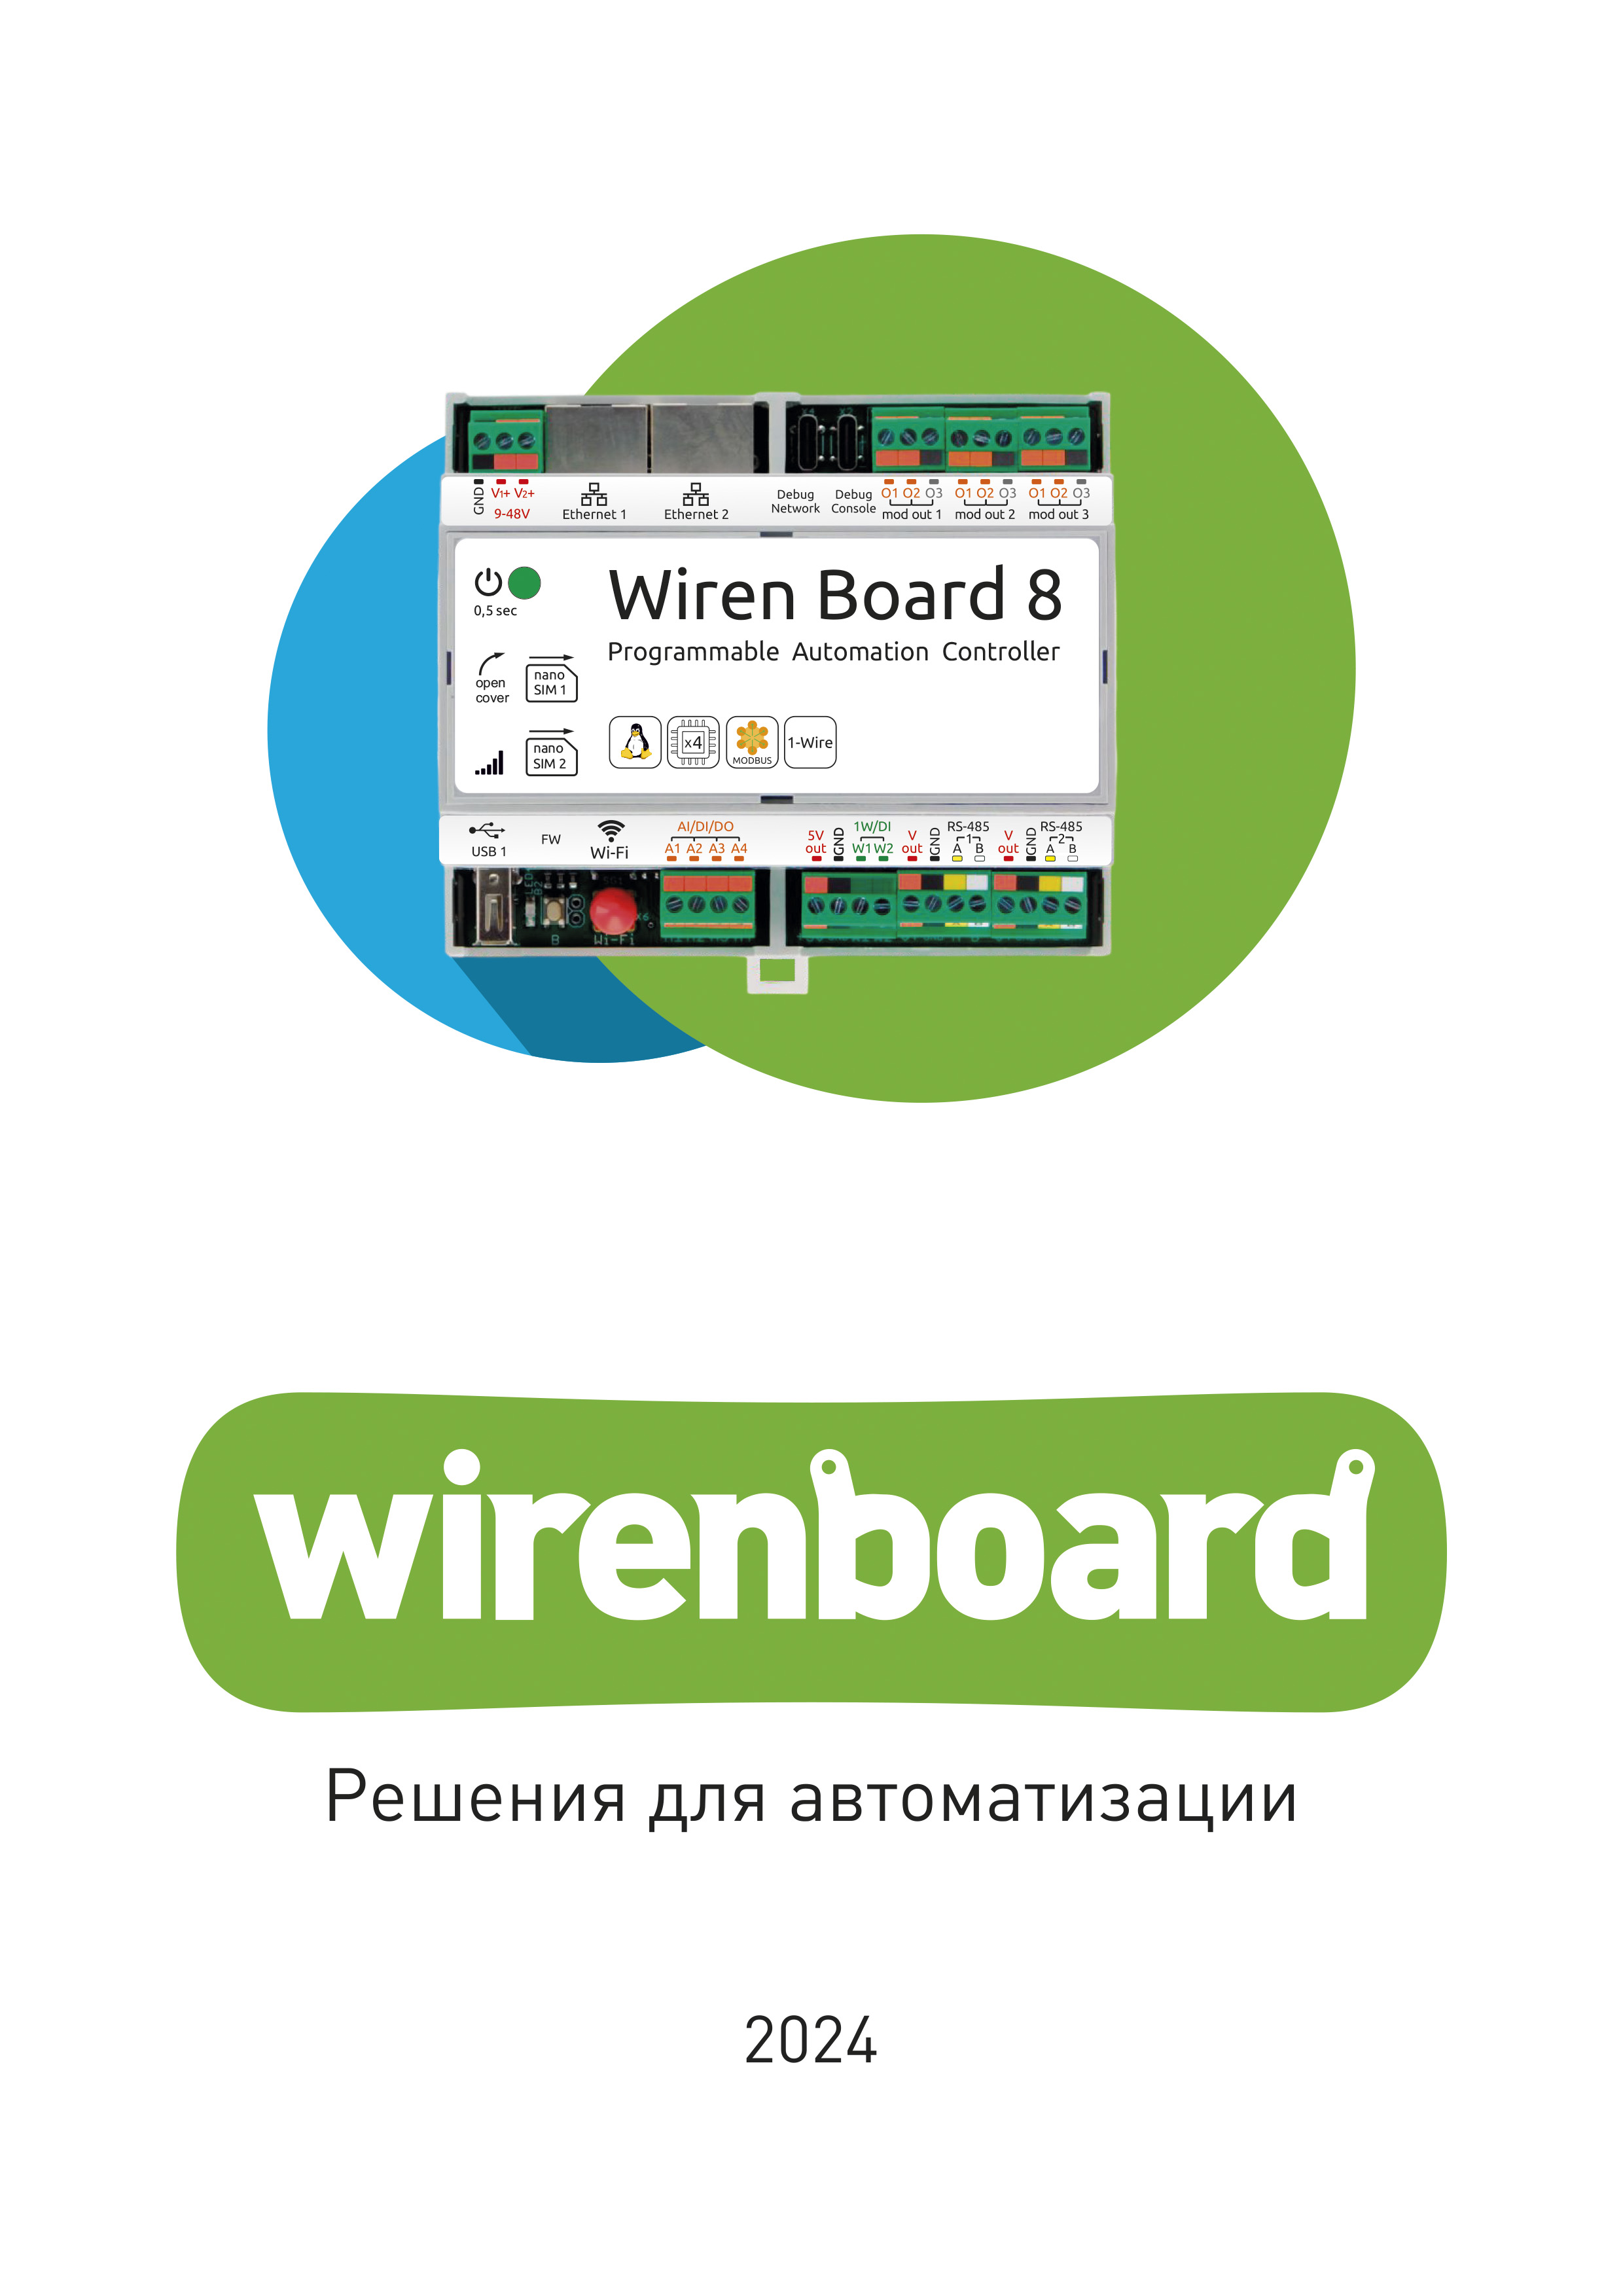 GND V1+ V2+
9-48V
Ethernet 1
Ethernet 2
Debug Network
Debug Console
O1 O2 O3
mod out 1
O1 O2 O3
mod out 2
O1 O2 O3
mod out 3
0,5 sec
Wiren Board 8
Programmable Automation Controller
open cover
nano SIM 1
nano SIM 2
x4
MODBUS
1-Wire
USB 1
FW
Wi-Fi
AI/DI/DO
A1 A2 A3 A4
5V out
GND
1W/DI
W1 W2
V out
GND
RS-485
1
A B
V out
GND
RS-485
2
A B
B
Wi-Fi
wirenboard
Решения для автоматизации
2024